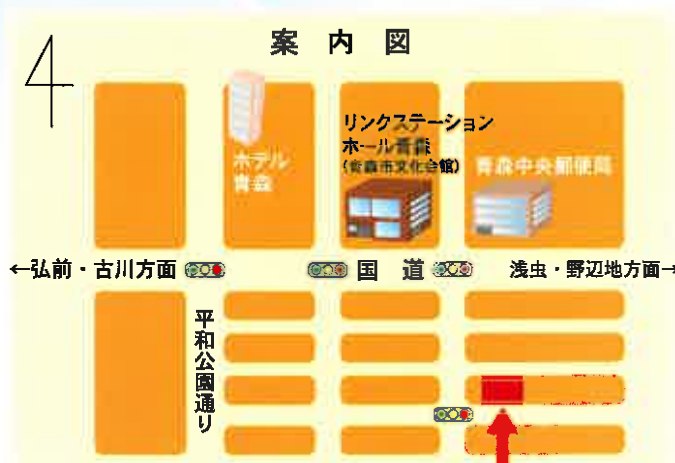 案内図
リンクステーション
ホール青森
(青森市文化会館)
ホテル
青森
青森中央郵便局
←弘前・古川方面
国道
浅虫・野辺地方面→
平和公園通り